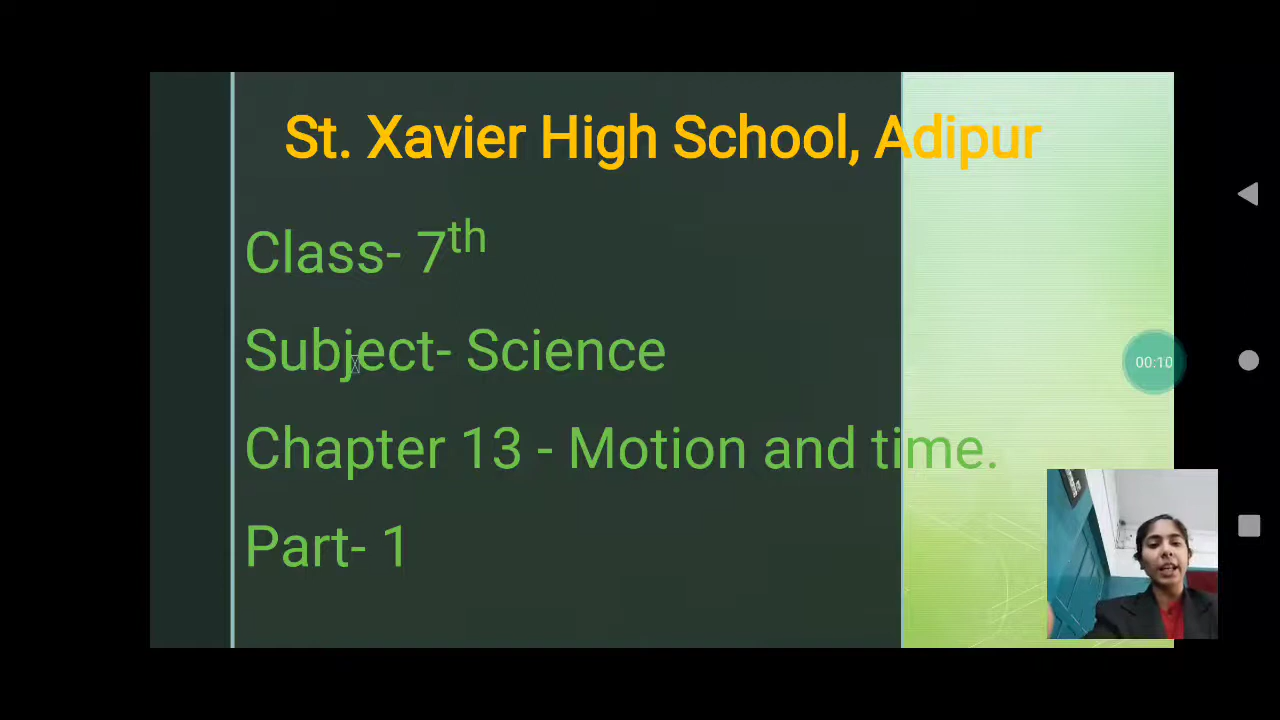 St. Xavier High School, Adipur
Class- 7th
Subject- Science
Chapter 13 - Motion and time.
Part- 1
00:10